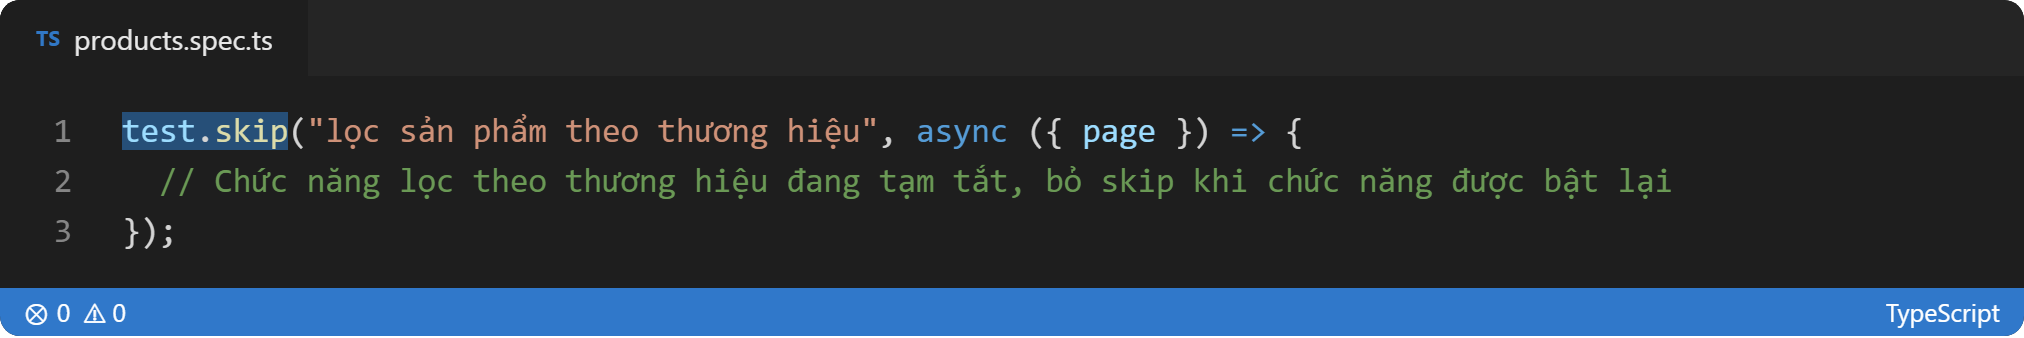 TS products.spec.ts
1 test.skip("lọc sản phẩm theo thương hiệu", async ({ page }) => {
2 // Chức năng lọc theo thương hiệu đang tạm tắt, bỏ skip khi chức năng được bật lại
3 });
0 0 TypeScript